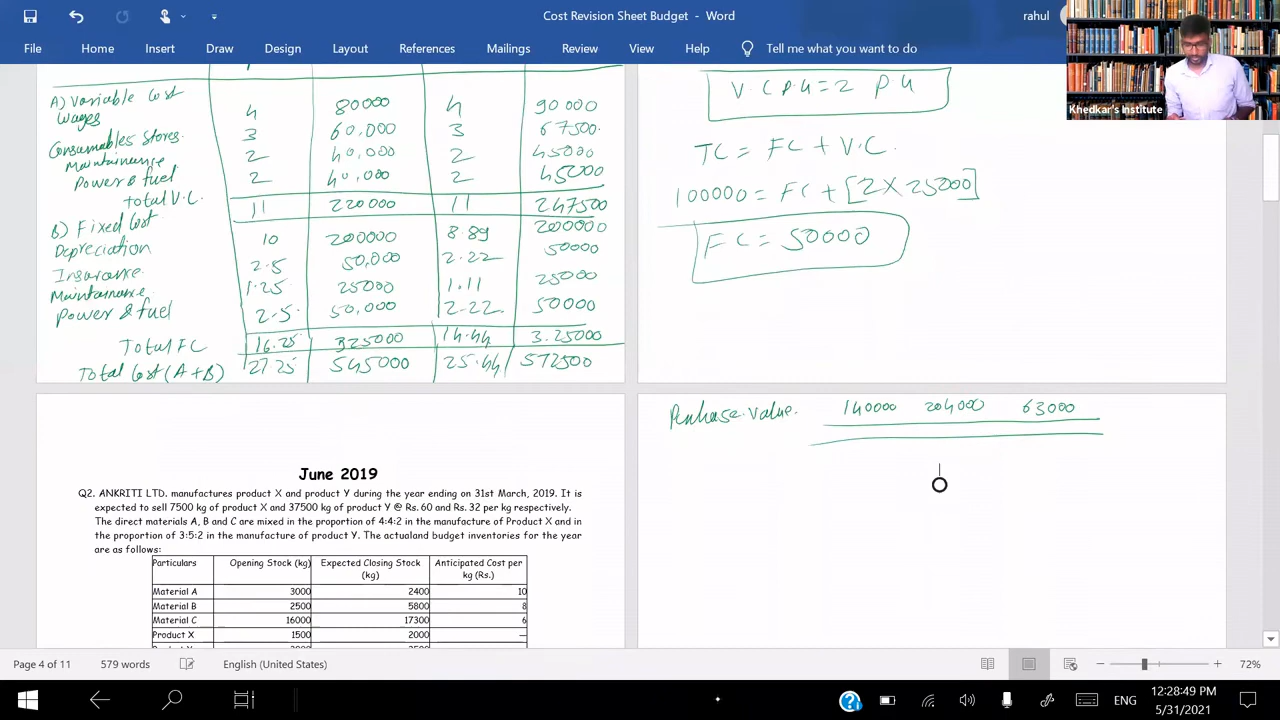 Cost Revision Sheet Budget - Word
rahul
File Home Insert Draw Design Layout References Mailings Review View Help Tell me what you want to do
Khedkar's Institute
A) Variable Cost
Wages 4 80000 4 90000
Consumables Stores 3 60,000 3 67500
Maintainance 2 40,000 2 45000
Power & fuel 2 40,000 2 45000
Total V.C. 11 220000 11 247500
B) Fixed Cost
Depreciation 10 200000 8.89 200000
Insurance 2.5 50,000 2.22 50000
Maintainance 1.25 25000 1.11 25000
Power & fuel 2.5 50,000 2.22 50000
Total FC 16.25 325000 14.44 3.25000
Total Cost (A+B) 27.25 545000 25.44 572500
V.C P.U = 2 P.U
TC = FC + V.C.
100000 = FC + [2 X 25000]
FC = 50000
June 2019
Q2. ANKRITI LTD. manufactures product X and product Y during the year ending on 31st March, 2019. It is
expected to sell 7500 kg of product X and 37500 kg of product Y @ Rs. 60 and Rs. 32 per kg respectively.
The direct materials A, B and C are mixed in the proportion of 4:4:2 in the manufacture of Product X and in
the proportion of 3:5:2 in the manufacture of product Y. The actualand budget inventories for the year
are as follows:
Particulars Opening Stock (kg) Expected Closing Stock (kg) Anticipated Cost per kg (Rs.)
Material A 3000 2400 10
Material B 2500 5800 8
Material C 16000 17300 6
Product X 1500 2000 —
Purchase Value. 140000 204000 63000
Page 4 of 11 579 words English (United States) 72%
ENG
12:28:49 PM
5/31/2021